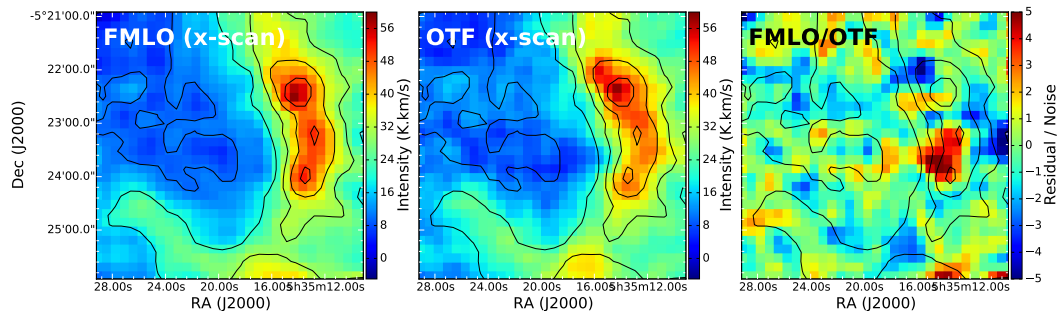 FMLO (x-scan)
OTF (x-scan)
FMLO/OTF
-5°21'00.0"
22'00.0"
23'00.0"
24'00.0"
25'00.0"
Dec (J2000)
28.00s 24.00s 20.00s 16.00s 5h35m12.00s
RA (J2000)
56
48
40
32
24
16
8
0
Intensity (K.km/s)
28.00s 24.00s 20.00s 16.00s 5h35m12.00s
RA (J2000)
56
48
40
32
24
16
8
0
Intensity (K.km/s)
28.00s 24.00s 20.00s 16.00s 5h35m12.00s
RA (J2000)
5
4
3
2
1
0
−1
−2
−3
−4
−5
Residual / Noise